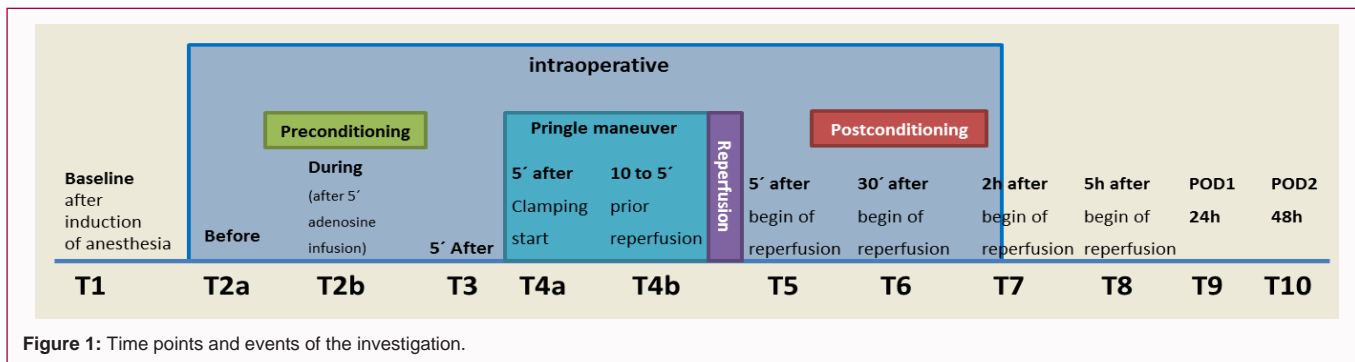 intraoperative
Preconditioning
Pringle maneuver
Reperfusion
Postconditioning
Baseline
after
induction
of anesthesia
Before
During
(after 5´
adenosine
infusion)
5´ After
5´ after
Clamping
start
10 to 5´
prior
reperfusion
5´ after
begin of
reperfusion
30´ after
begin of
reperfusion
2h after
begin of
reperfusion
5h after
begin of
reperfusion
POD1
24h
POD2
48h
T1 T2a T2b T3 T4a T4b T5 T6 T7 T8 T9 T10
Figure 1: Time points and events of the investigation.